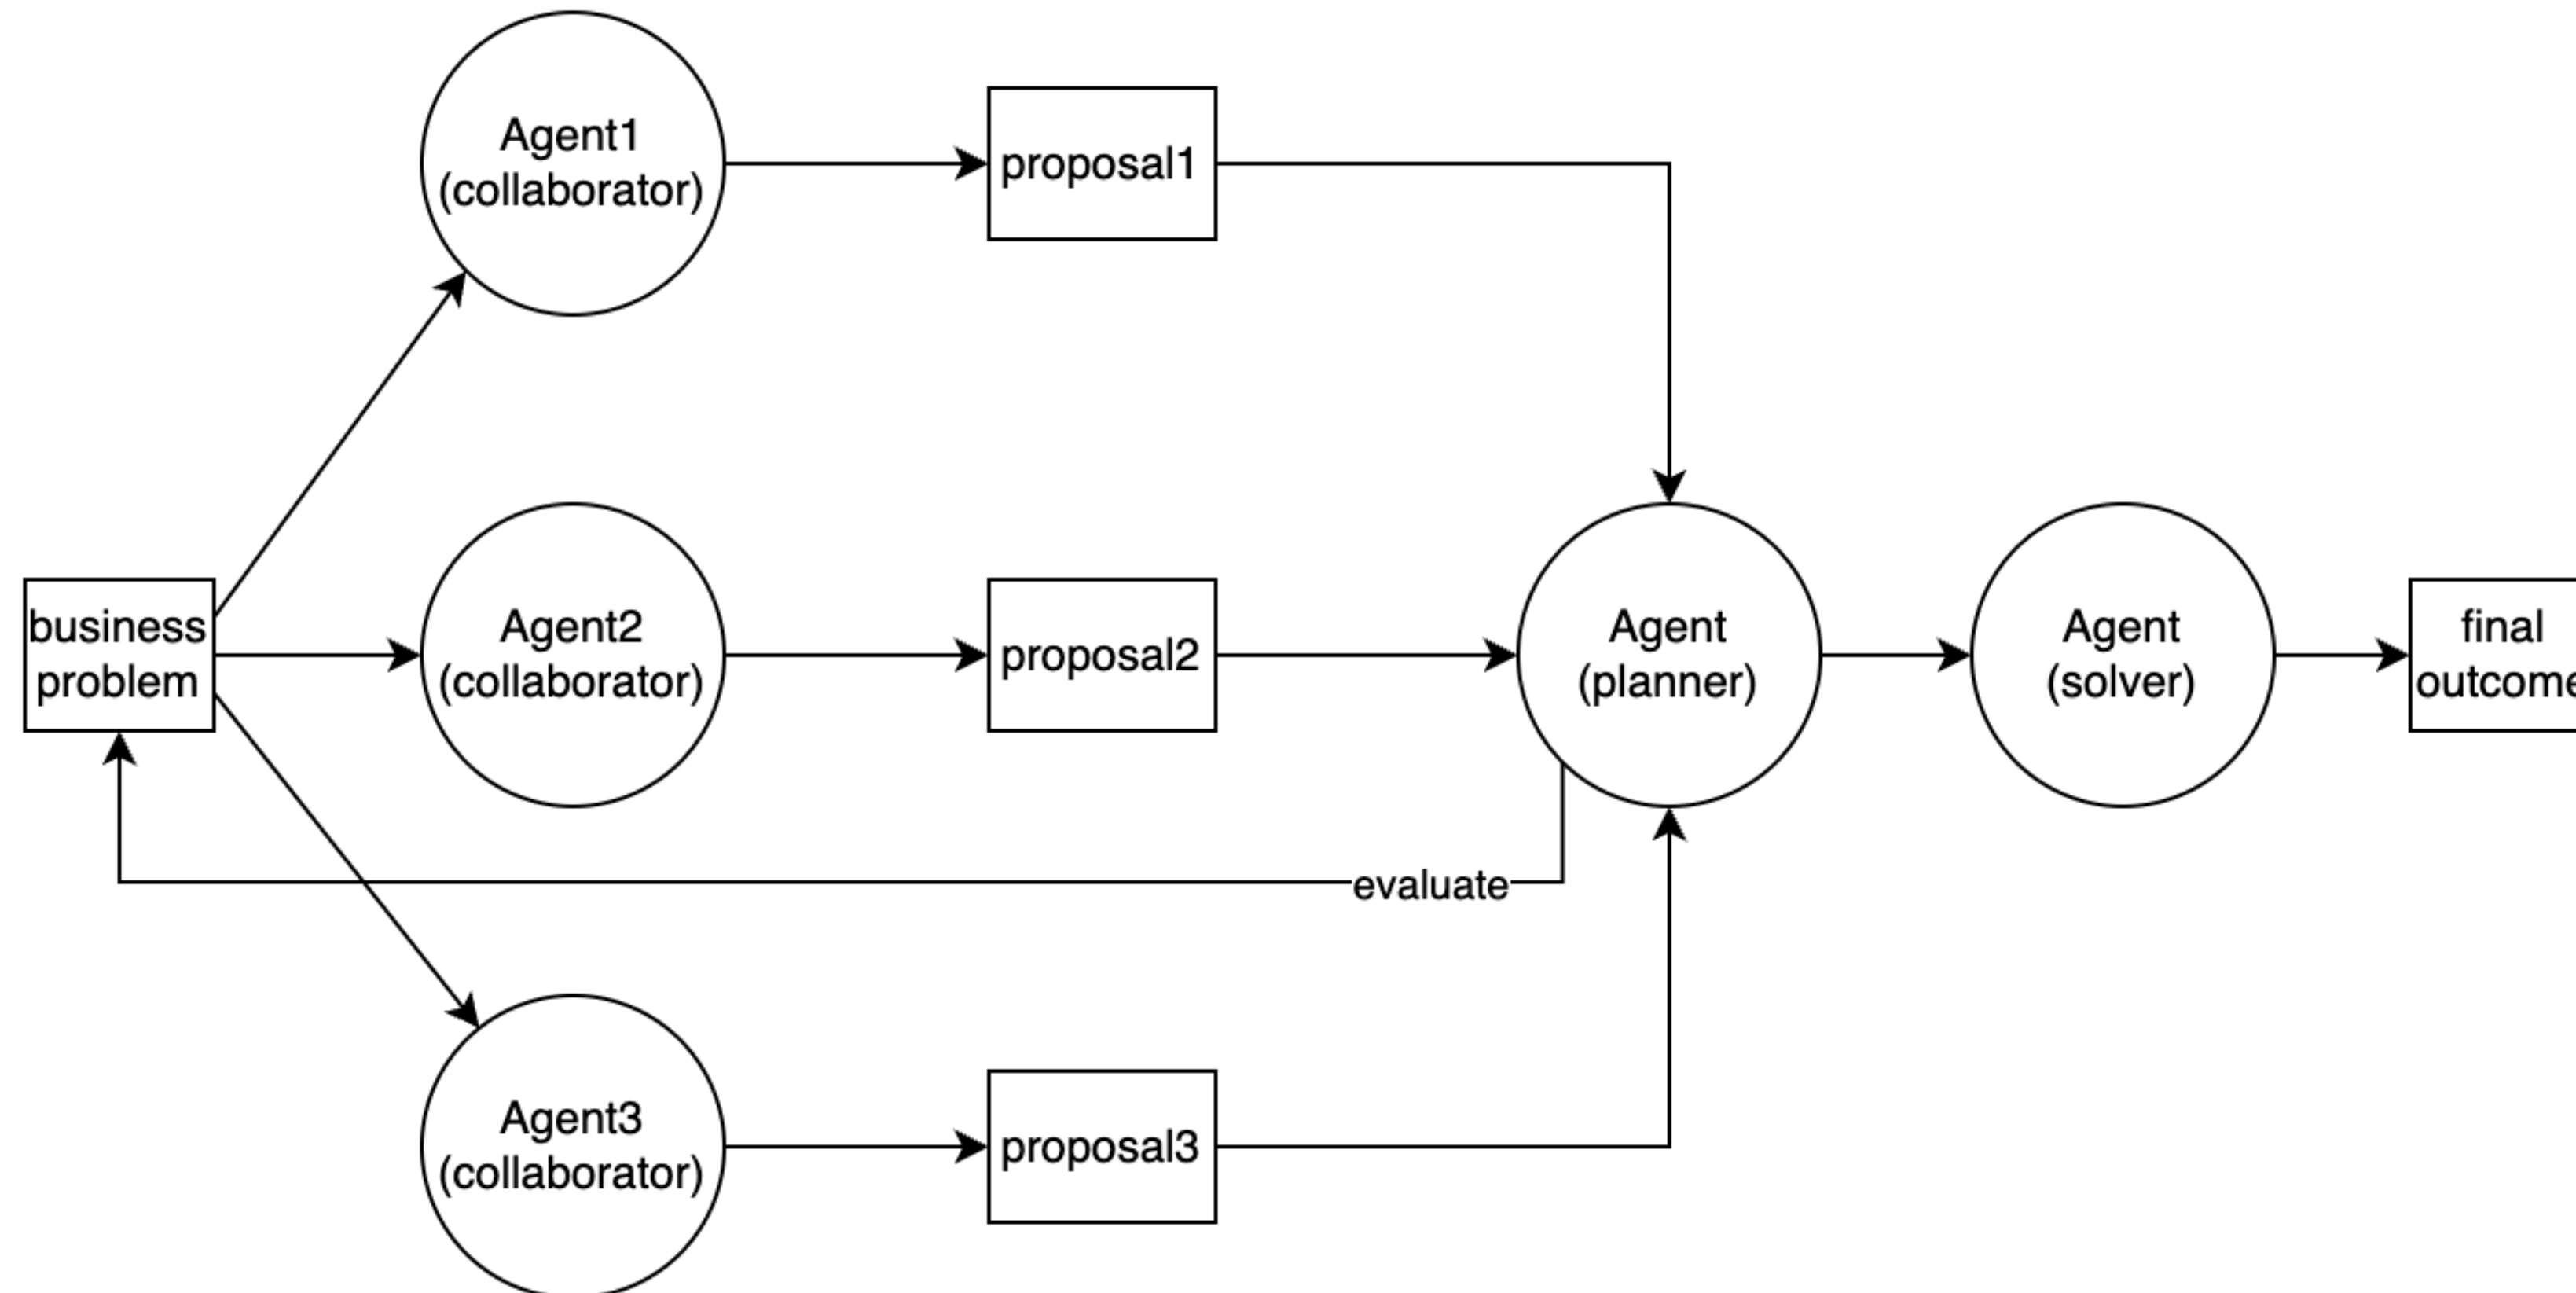 Agent1
(collaborator)
proposal1
business
problem
Agent2
(collaborator)
proposal2
Agent
(planner)
Agent
(solver)
final
outcome
evaluate
Agent3
(collaborator)
proposal3